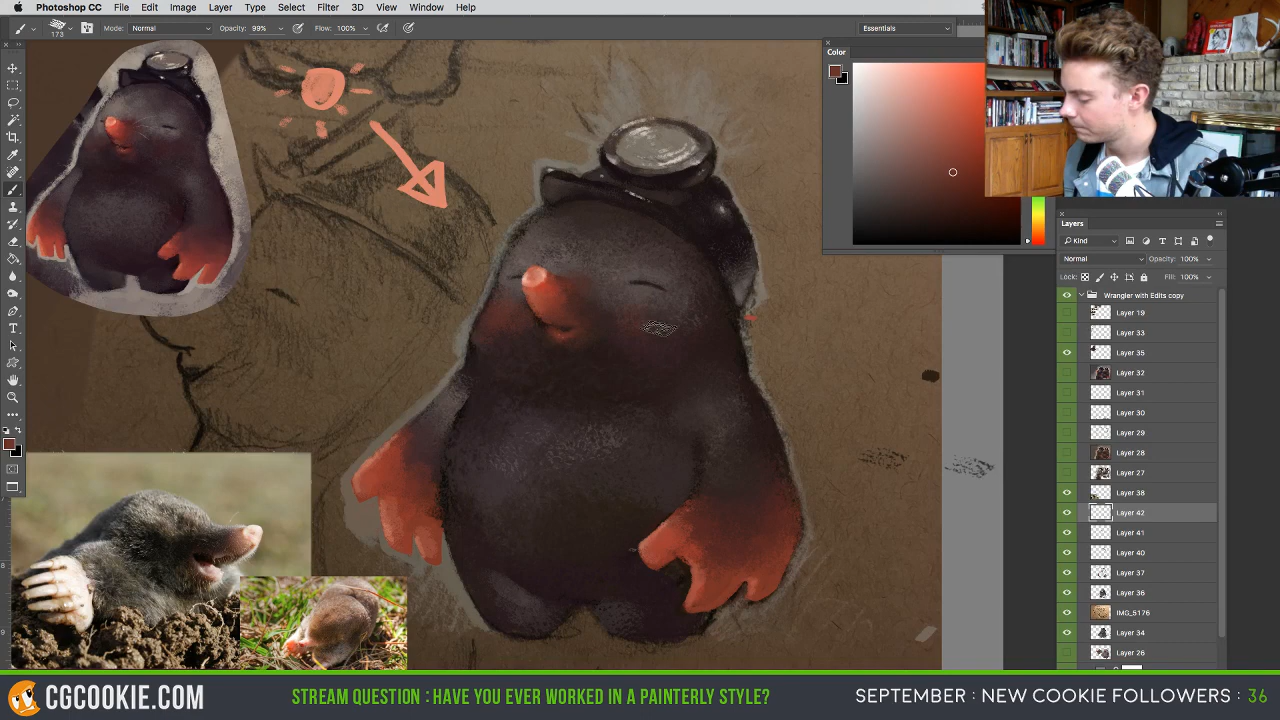 Photoshop CC File Edit Image Layer Type Select Filter 3D View Window Help
173 Mode: Normal Opacity: 99% Flow: 100% Essentials
Color
Layers
Kind
Normal Opacity: 100%
Lock: Fill: 100%
Wrangler with Edits copy
Layer 19
Layer 33
Layer 35
Layer 32
Layer 31
Layer 30
Layer 29
Layer 28
Layer 27
Layer 38
Layer 42
Layer 41
Layer 40
Layer 37
Layer 36
IMG_5176
Layer 34
Layer 26
8
9
CGCOOKIE.COM
STREAM QUESTION : HAVE YOU EVER WORKED IN A PAINTERLY STYLE?
SEPTEMBER : NEW COOKIE FOLLOWERS : 36